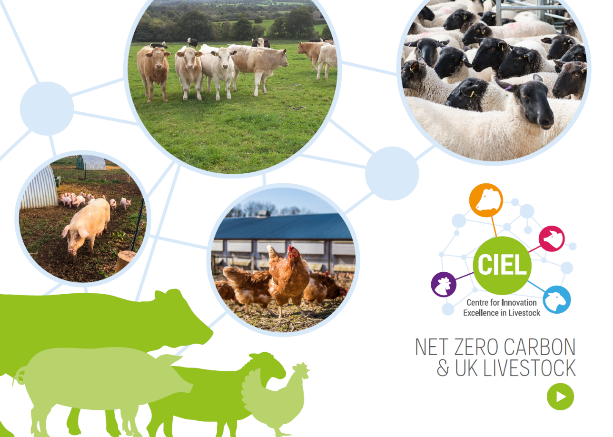 CIEL
Centre for Innovation
Excellence in Livestock
NET ZERO CARBON
& UK LIVESTOCK